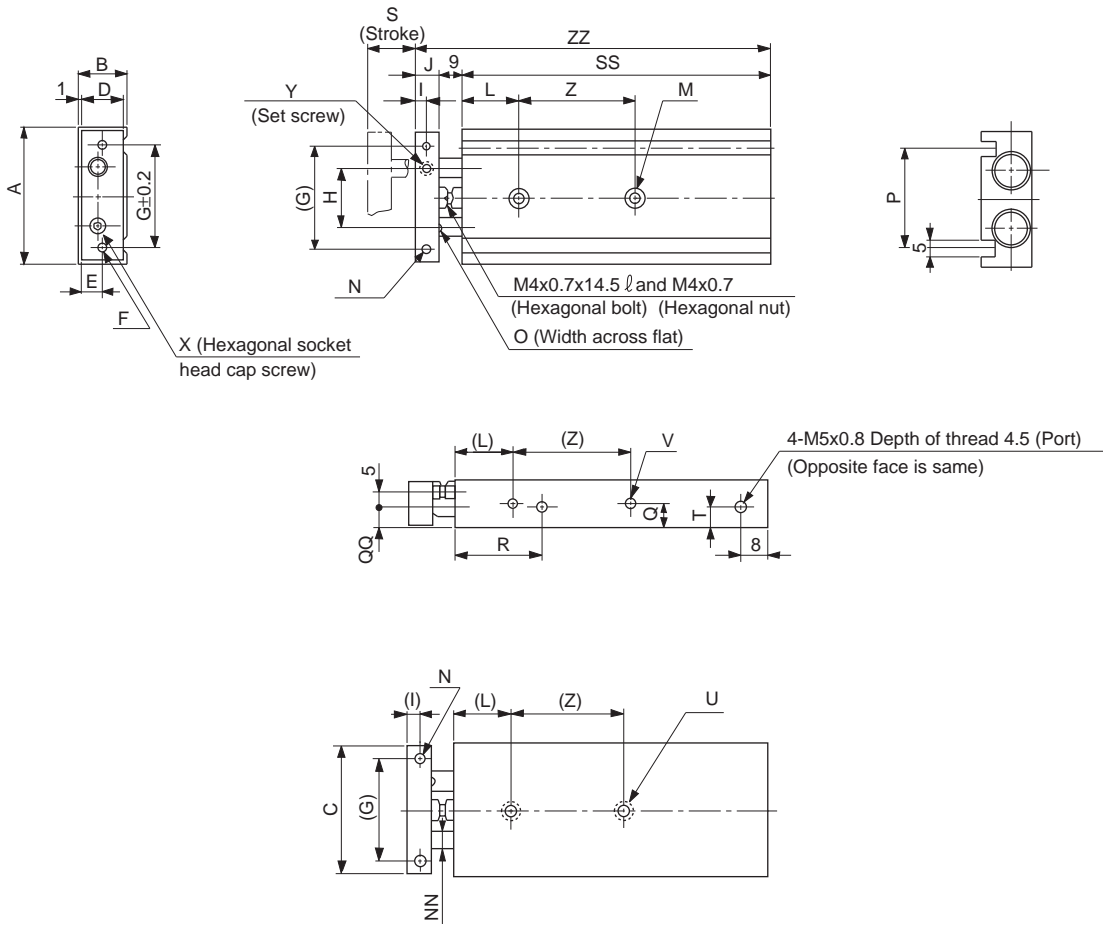 S
(Stroke)
ZZ
B
J
9
SS
1
D
Y
I
L
Z
M
(Set screw)
A
G±0.2
(G)
H
P
5
E
N
F
M4x0.7x14.5 ℓ and M4x0.7
(Hexagonal bolt) (Hexagonal nut)
X (Hexagonal socket
head cap screw)
O (Width across flat)
(L)
(Z)
V
4-M5x0.8 Depth of thread 4.5 (Port)
(Opposite face is same)
5
QQ
Q
T
R
8
N
(I)
(L)
(Z)
U
C
(G)
NN